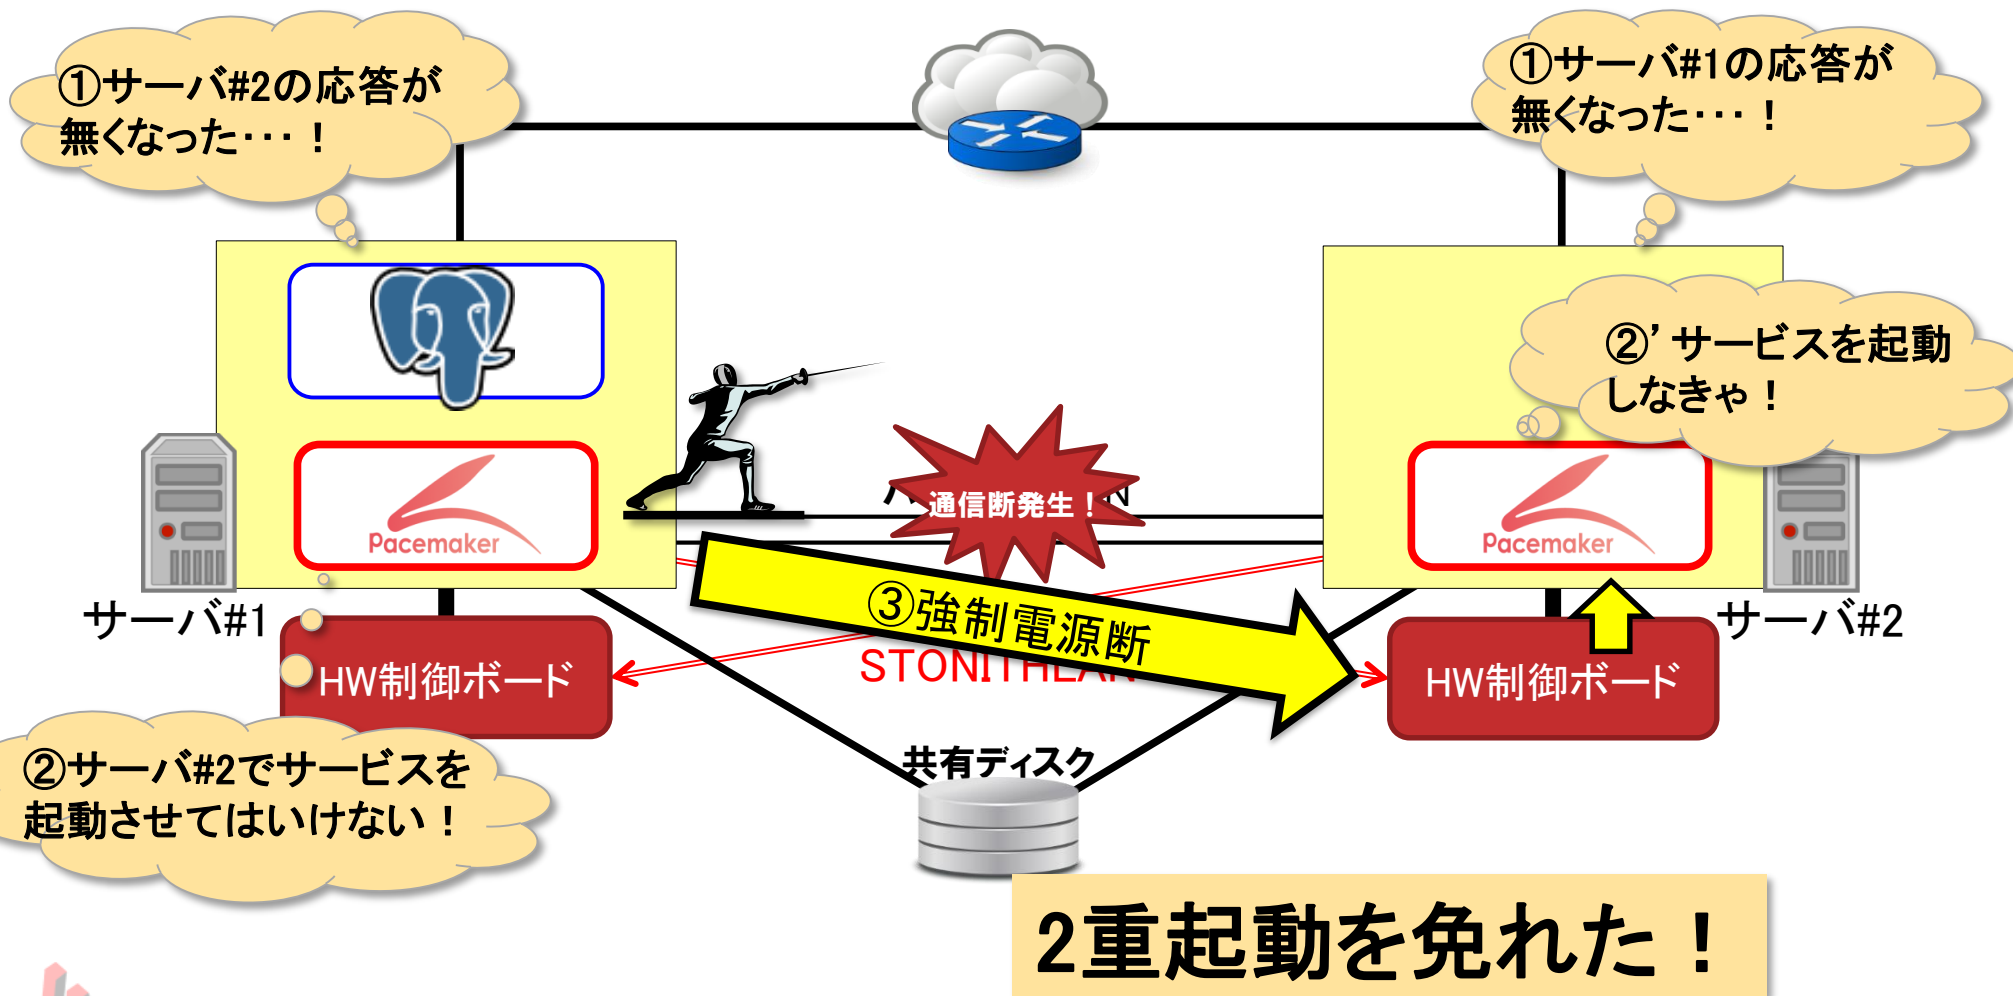 ①サーバ#2の応答が
無くなった･･･！
①サーバ#1の応答が
無くなった･･･！
②’サービスを起動
しなきゃ！
通信断発生！
Pacemaker
Pacemaker
サーバ#1
サーバ#2
③強制電源断
HW制御ボード
HW制御ボード
②サーバ#2でサービスを
起動させてはいけない！
共有ディスク
2重起動を免れた！